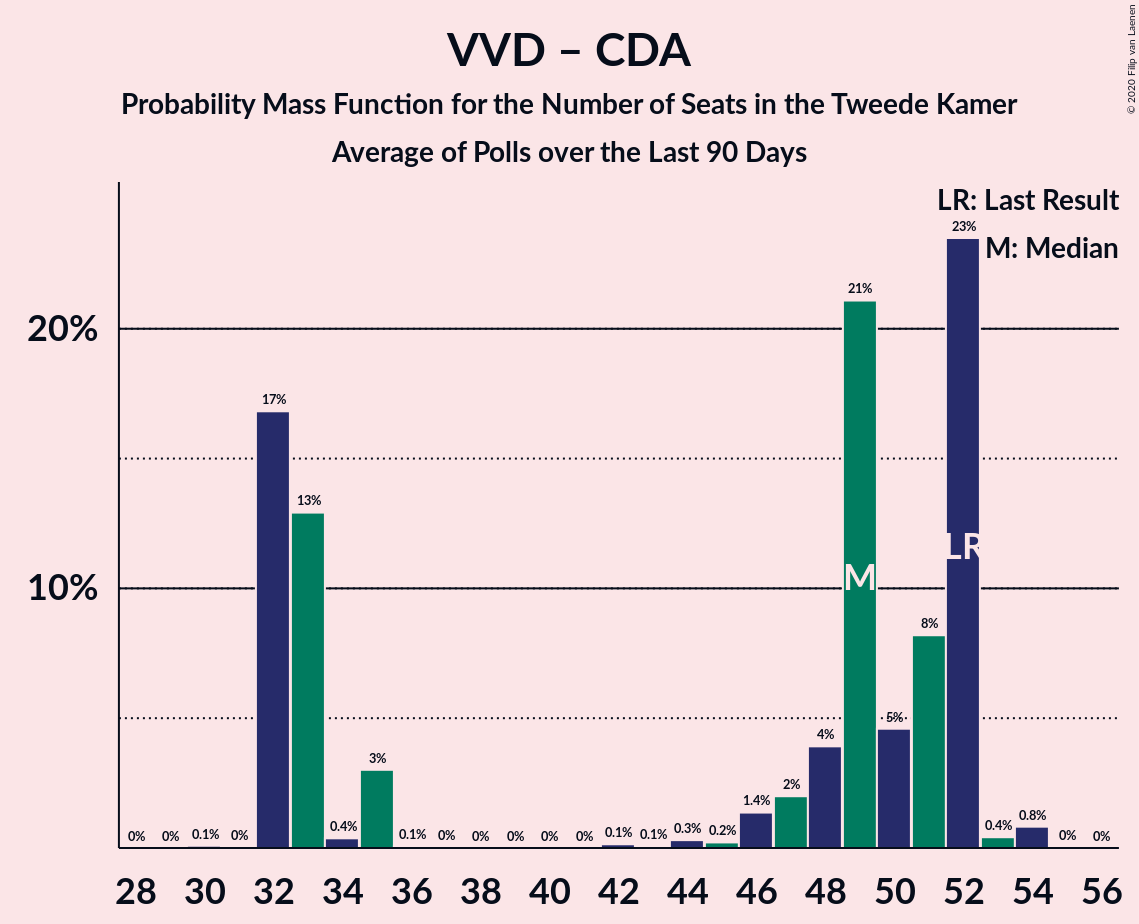 VVD – CDA
Probability Mass Function for the Number of Seats in the Tweede Kamer
Average of Polls over the Last 90 Days
© 2020 Filip van Laenen
LR: Last Result
M: Median
20%
10%
0% 0% 0.1% 0% 17% 13% 0.4% 3% 0.1% 0% 0% 0% 0% 0% 0.1% 0.1% 0.3% 0.2% 1.4% 2% 4% 21% 5% 8% 23% 0.4% 0.8% 0% 0%
M
LR
28 30 32 34 36 38 40 42 44 46 48 50 52 54 56